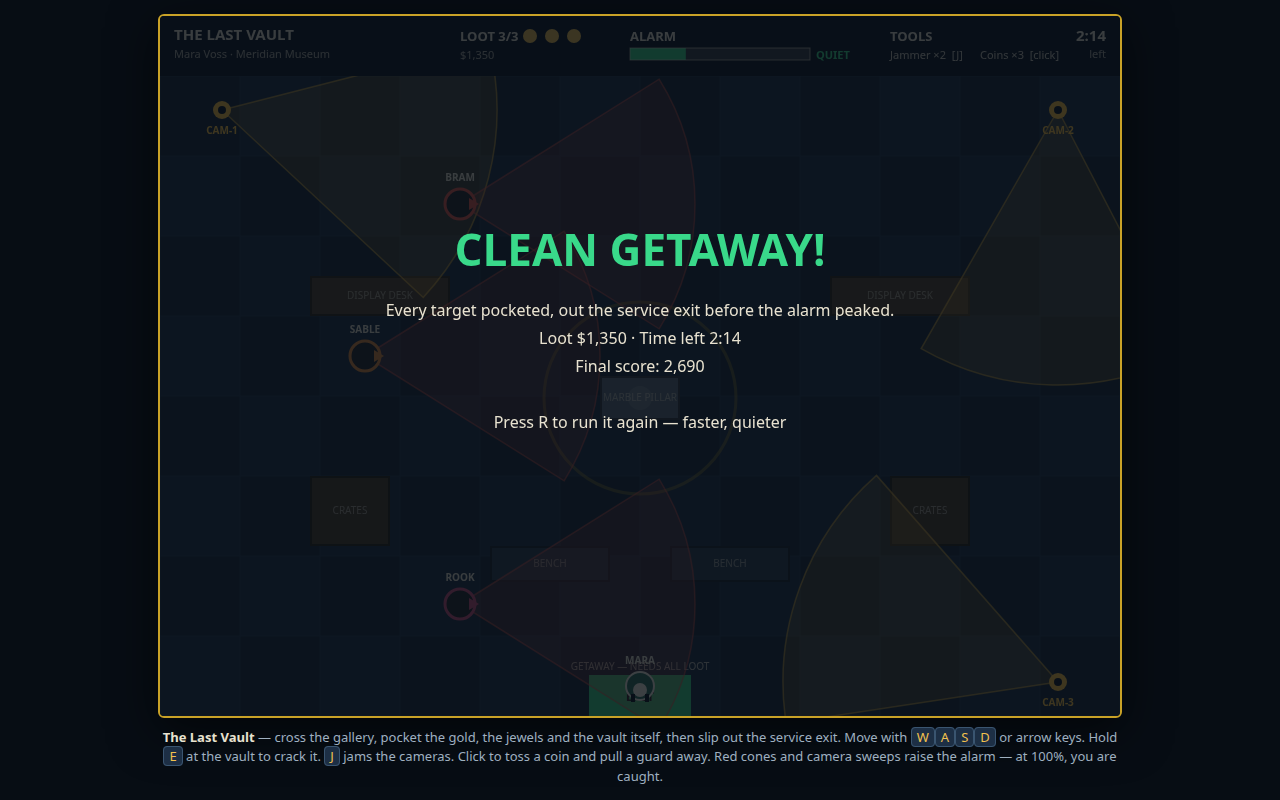 THE LAST VAULT
Mara Voss · Meridian Museum
LOOT 3/3
$1,350
ALARM
QUIET
TOOLS
Jammer ×2 [J] Coins ×3 [click]
2:14
left
CAM-1
CAM-2
BRAM
CLEAN GETAWAY!
DISPLAY DESK
DISPLAY DESK
Every target pocketed, out the service exit before the alarm peaked.
SABLE
Loot $1,350 · Time left 2:14
Final score: 2,690
MARBLE PILLAR
Press R to run it again — faster, quieter
CRATES
CRATES
BENCH
BENCH
ROOK
MARA
GETAWAY — NEEDS ALL LOOT
CAM-3
The Last Vault — cross the gallery, pocket the gold, the jewels and the vault itself, then slip out the service exit. Move with W A S D or arrow keys. Hold
E at the vault to crack it. J jams the cameras. Click to toss a coin and pull a guard away. Red cones and camera sweeps raise the alarm — at 100%, you are
caught.